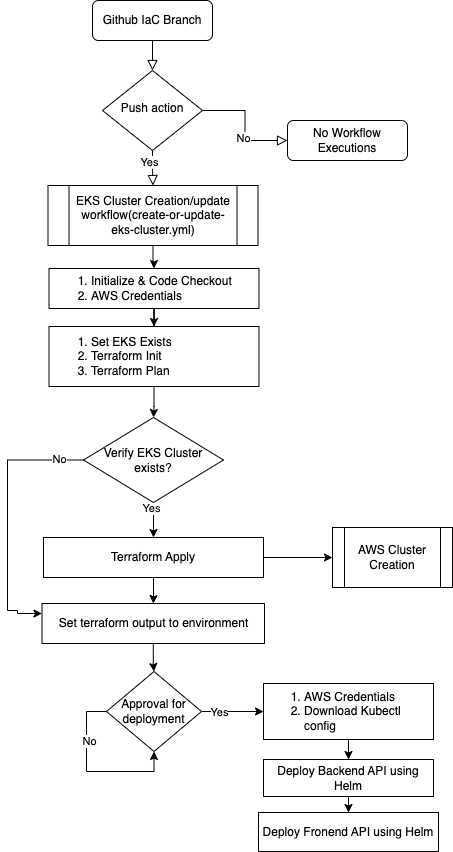 Github IaC Branch
Push action
No
No Workflow
Executions
Yes
EKS Cluster Creation/update
workflow(create-or-update-
eks-cluster.yml)
1. Initialize & Code Checkout
2. AWS Credentials
1. Set EKS Exists
2. Terraform Init
3. Terraform Plan
Verify EKS Cluster
exists?
No
Yes
Terraform Apply
AWS Cluster
Creation
Set terraform output to environment
Approval for
deployment
Yes
No
1. AWS Credentials
2. Download Kubectl
config
Deploy Backend API using
Helm
Deploy Fronend API using Helm